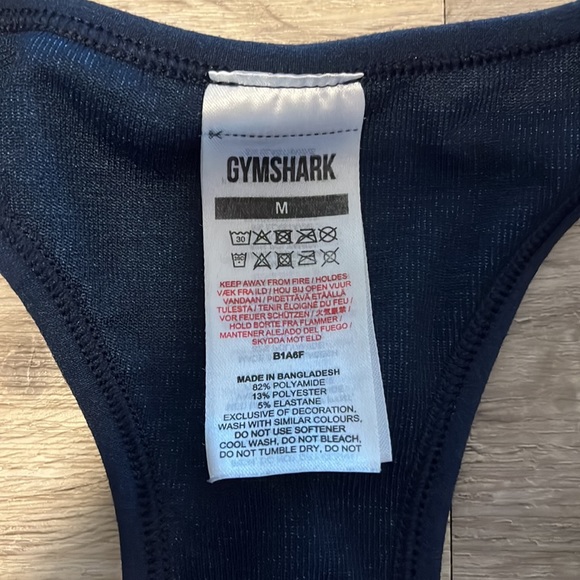 GYMSHARK
M
30
KEEP AWAY FROM FIRE / HOLDES
VÆK FRA ILD / HOU BIJ OPEN VUUR
VANDAAN / PIDETTÄVÄ ETÄÄLLÄ
TULESTA / TENIR ÉLOIGNÉ DU FEU /
VOR FEUER SCHÜTZEN / 火気厳禁 /
HOLD BORTE FRA FLAMMER /
MANTENER ALEJADO DEL FUEGO /
SKYDDA MOT ELD
B1A6F
MADE IN BANGLADESH
82% POLYAMIDE
13% POLYESTER
5% ELASTANE
EXCLUSIVE OF DECORATION.
WASH WITH SIMILAR COLOURS,
DO NOT USE SOFTENER
COOL WASH, DO NOT BLEACH,
DO NOT TUMBLE DRY, DO NOT